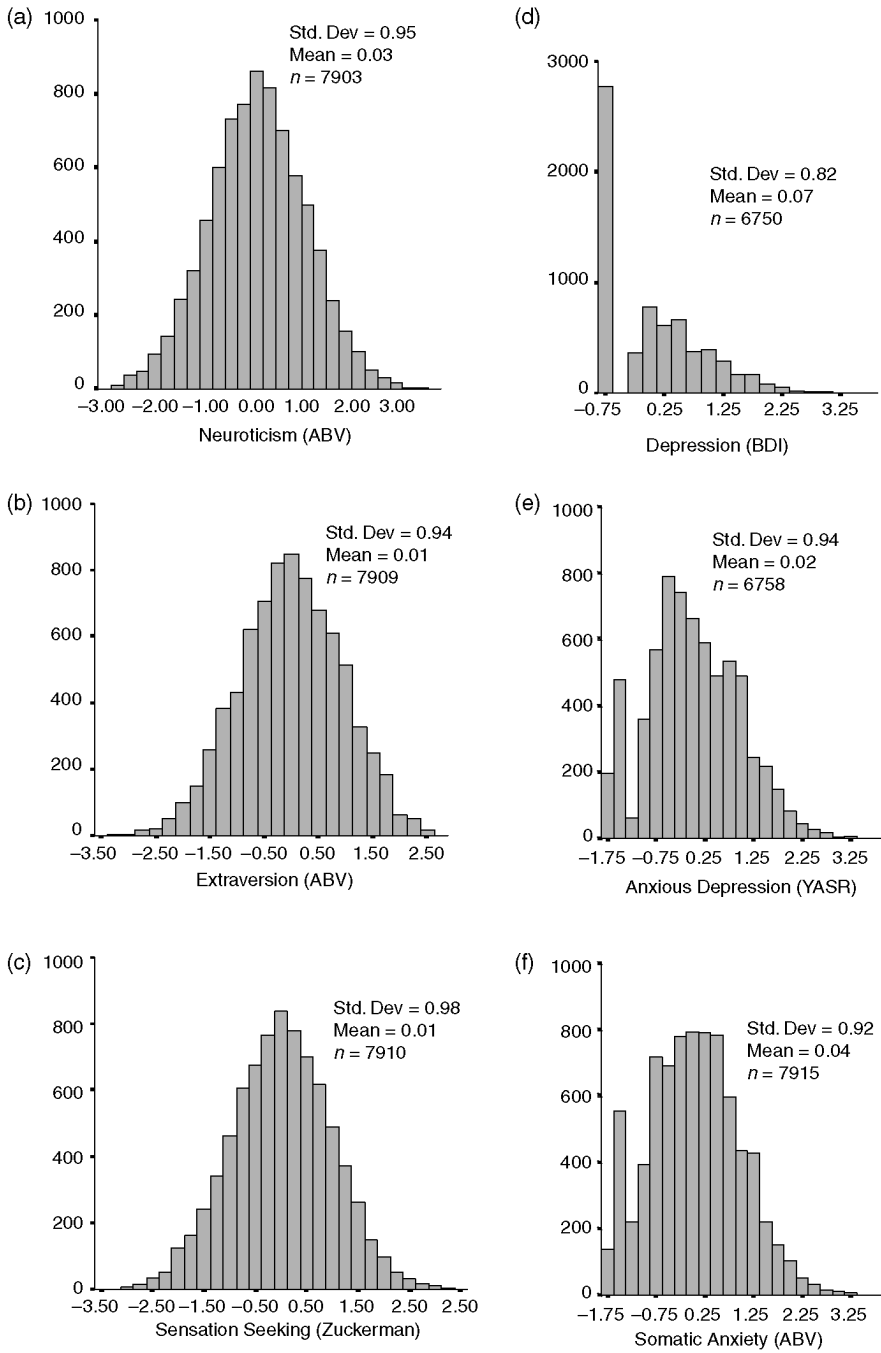 (a)
1000
800
600
400
200
0
Std. Dev = 0.95
Mean = 0.03
n = 7903
−3.00 −2.00 −1.00 0.00 1.00 2.00 3.00
Neuroticism (ABV)
(b)
1000
800
600
400
200
0
Std. Dev = 0.94
Mean = 0.01
n = 7909
−3.50 −2.50 −1.50 −0.50 0.50 1.50 2.50
Extraversion (ABV)
(c)
1000
800
600
400
200
0
Std. Dev = 0.98
Mean = 0.01
n = 7910
−3.50 −2.50 −1.50 −0.50 0.50 1.50 2.50 2.50
Sensation Seeking (Zuckerman)
(d)
3000
2000
1000
0
Std. Dev = 0.82
Mean = 0.07
n = 6750
−0.75 0.25 1.25 2.25 3.25
Depression (BDI)
(e)
1000
800
600
400
200
0
Std. Dev = 0.94
Mean = 0.02
n = 6758
−1.75 −0.75 0.25 1.25 2.25 3.25
Anxious Depression (YASR)
(f)
1000
800
600
400
200
0
Std. Dev = 0.92
Mean = 0.04
n = 7915
−1.75 −0.75 0.25 1.25 2.25 3.25
Somatic Anxiety (ABV)